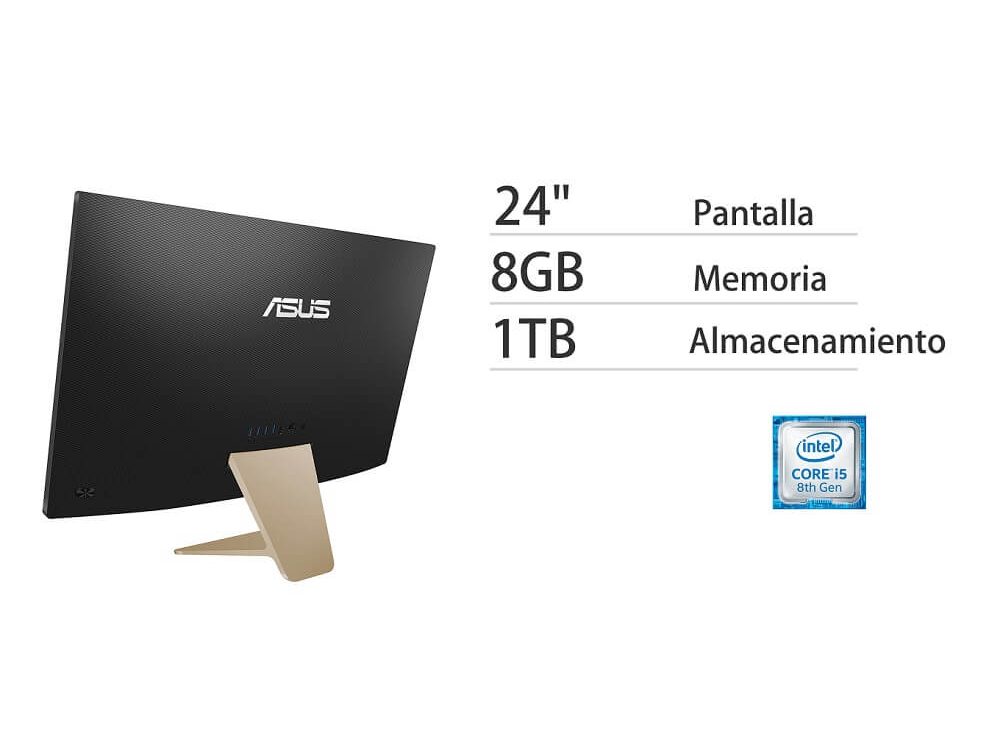 ASUS
24" Pantalla
8GB Memoria
1TB Almacenamiento
intel
CORE i5
8th Gen